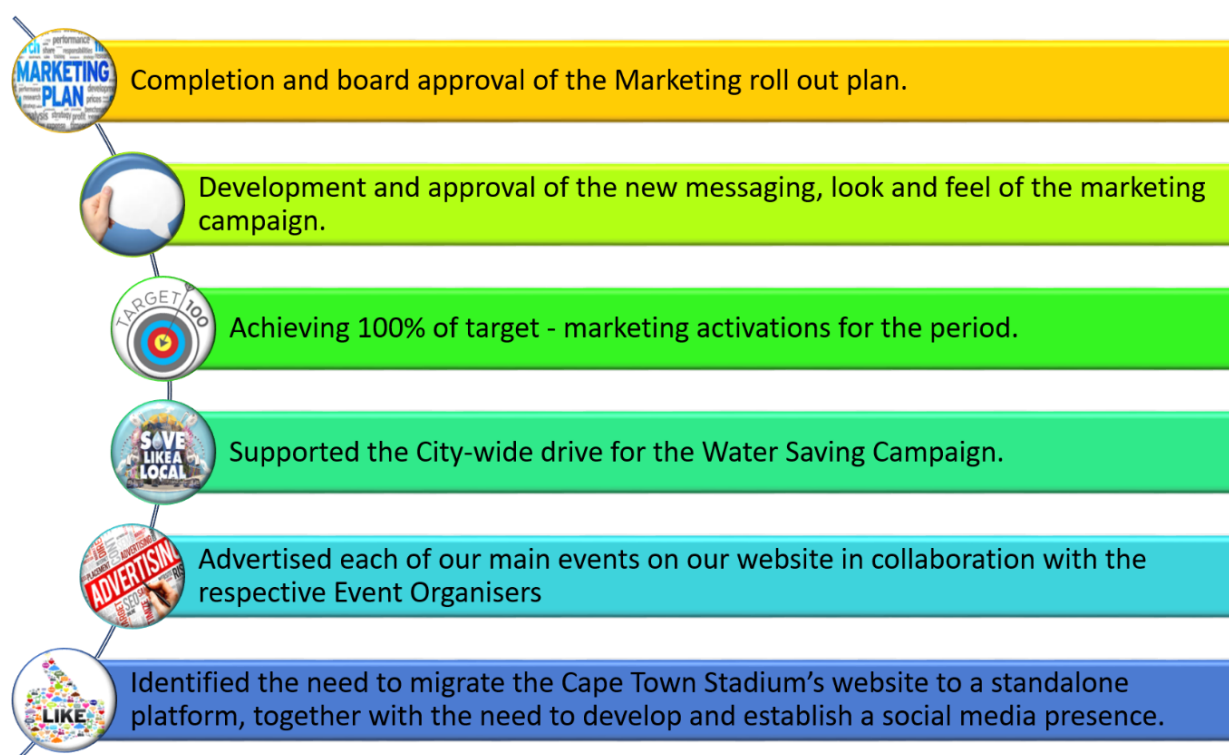 MARKETING
PLAN
performance
Completion and board approval of the Marketing roll out plan.
Development and approval of the new messaging, look and feel of the marketing
campaign.
TARGET 100
Achieving 100% of target - marketing activations for the period.
SAVE
LIKE A
LOCAL
Supported the City-wide drive for the Water Saving Campaign.
ADVERTISING
Advertised each of our main events on our website in collaboration with the
respective Event Organisers
LIKE
Identified the need to migrate the Cape Town Stadium's website to a standalone
platform, together with the need to develop and establish a social media presence.